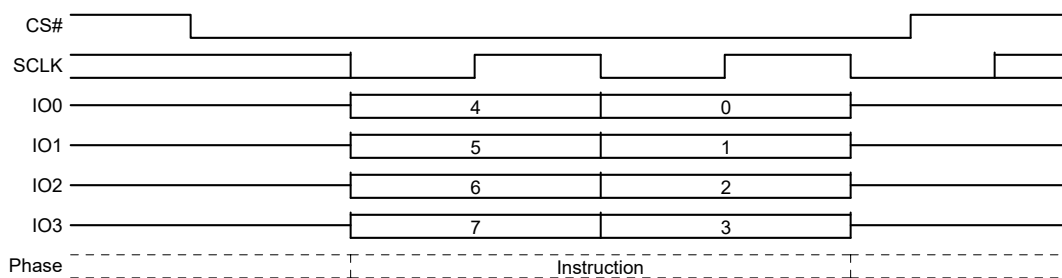 CS#
SCLK
IO0 4 0
IO1 5 1
IO2 6 2
IO3 7 3
Phase Instruction